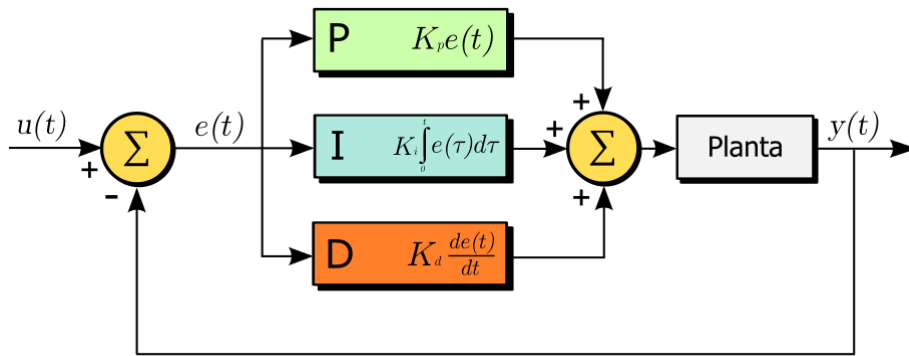 P K_p e(t)
u(t)
+
-
Σ
e(t)
I K_i ∫_0^t e(τ)dτ
D K_d de(t)/dt
+
+
+
Σ
Planta
y(t)